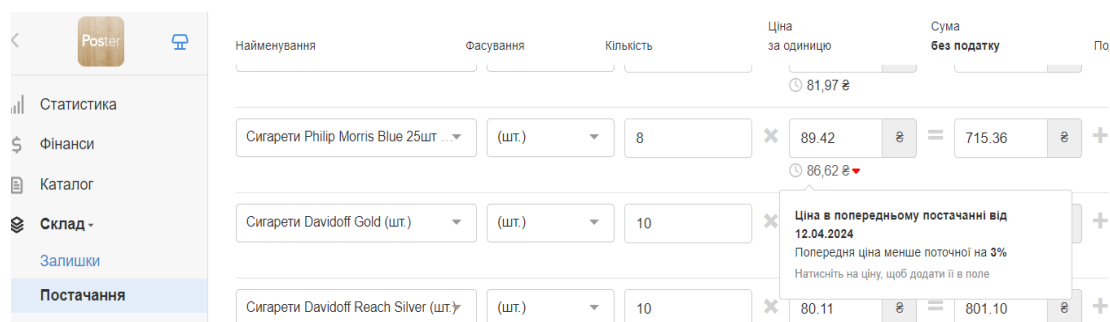 Poster
Статистика
Фінанси
Каталог
Склад
Залишки
Постачання
Найменування Фасування Кількість Ціна за одиницю Сума без податку
81,97 ₴
Сигарети Philip Morris Blue 25шт ... (шт.) 8 89.42 ₴ = 715.36 ₴ +
86,62 ₴
Сигарети Davidoff Gold (шт.) (шт.) 10
Ціна в попередньому постачанні від
12.04.2024
Попередня ціна менше поточної на 3%
Натисніть на ціну, щоб додати її в поле
Сигарети Davidoff Reach Silver (шт.) (шт.) 10 80.11 ₴ = 801.10 ₴ +